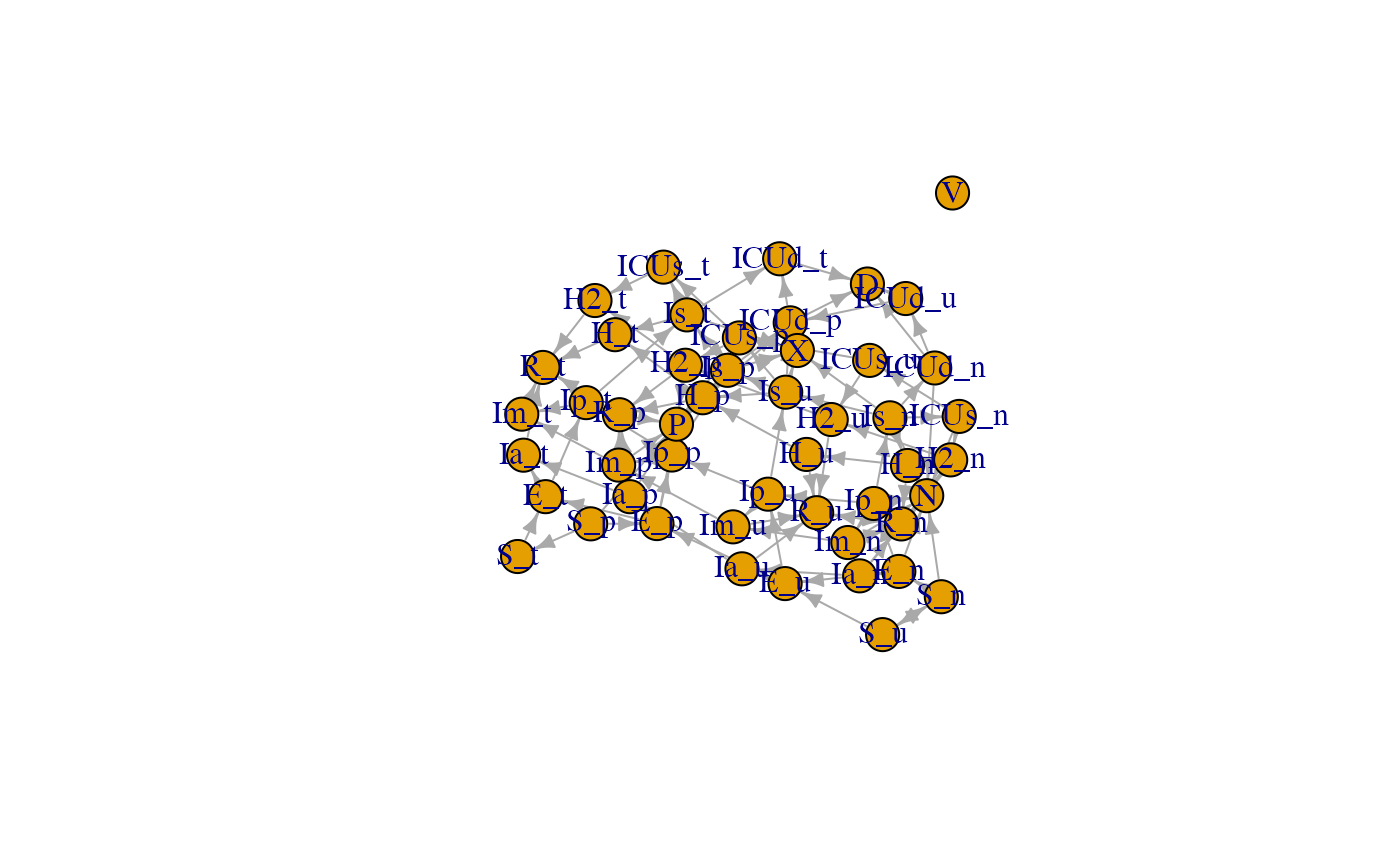 V
ICUd_t
ICUs_t
D
ICUd_u
H2_t
Is_t
ICUd_p
H_t
ICUs_p
X
ICUs_u
ICUd_n
R_t
H2_p
Is_p
Is_u
H_p
Ip_t
Im_t
R_p
P
H2_u
Is_n
ICUs_n
Ia_t
Im_p
Ip_p
H_u
H_n
H2_n
E_t
Ia_p
Ip_u
Ip_n
N
S_p
E_p
Im_u
R_u
R_n
S_t
Im_n
Ia_u
E_u
Ia_n
E_n
S_n
S_u